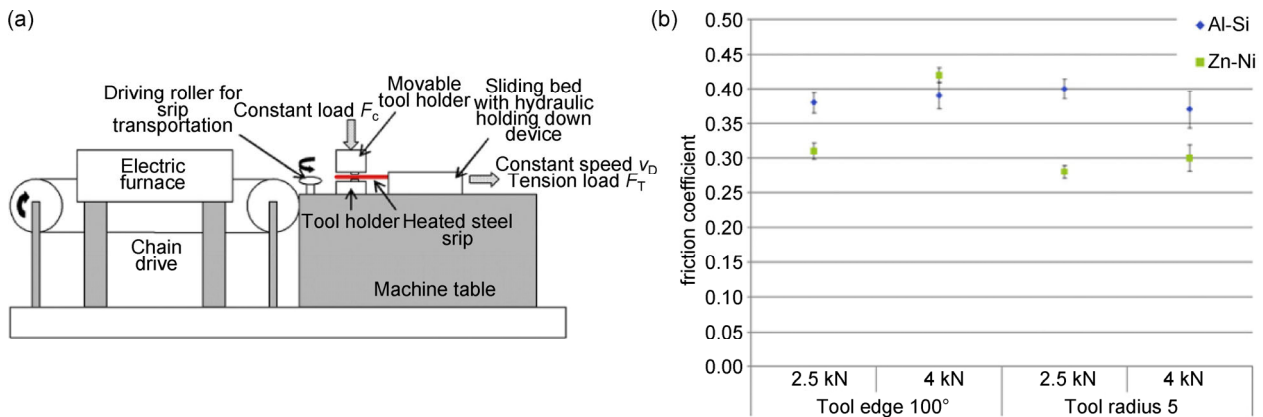 (a)
Driving roller for
srip
transportation
Constant load Fc
Movable
tool holder
Sliding bed
with hydraulic
holding down
device
Electric
furnace
Constant speed vD
Tension load FT
Tool holder
Heated steel
srip
Chain
drive
Machine table
(b)
Al-Si
Zn-Ni
friction coefficient
0.50
0.45
0.40
0.35
0.30
0.25
0.20
0.15
0.10
0.05
0.00
2.5 kN
4 kN
2.5 kN
4 kN
Tool edge 100°
Tool radius 5